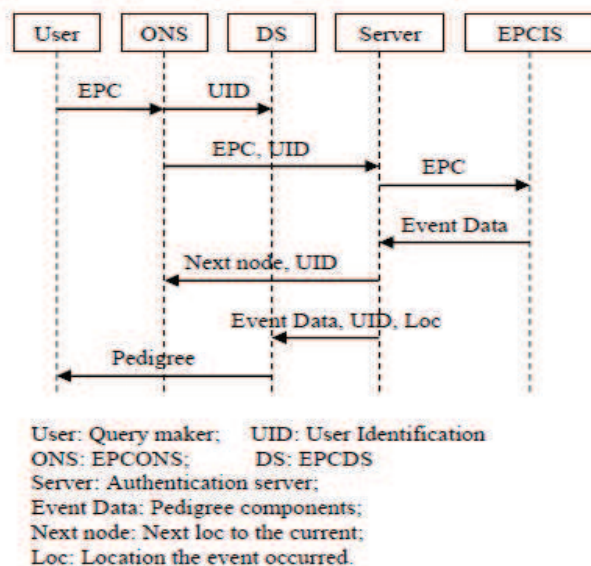 User ONS DS Server EPCIS
EPC UID
EPC, UID
EPC
Event Data
Next node, UID
Event Data, UID, Loc
Pedigree
User: Query maker; UID: User Identification
ONS: EPCONS; DS: EPCDS
Server: Authentication server;
Event Data: Pedigree components;
Next node: Next loc to the current;
Loc: Location the event occurred.